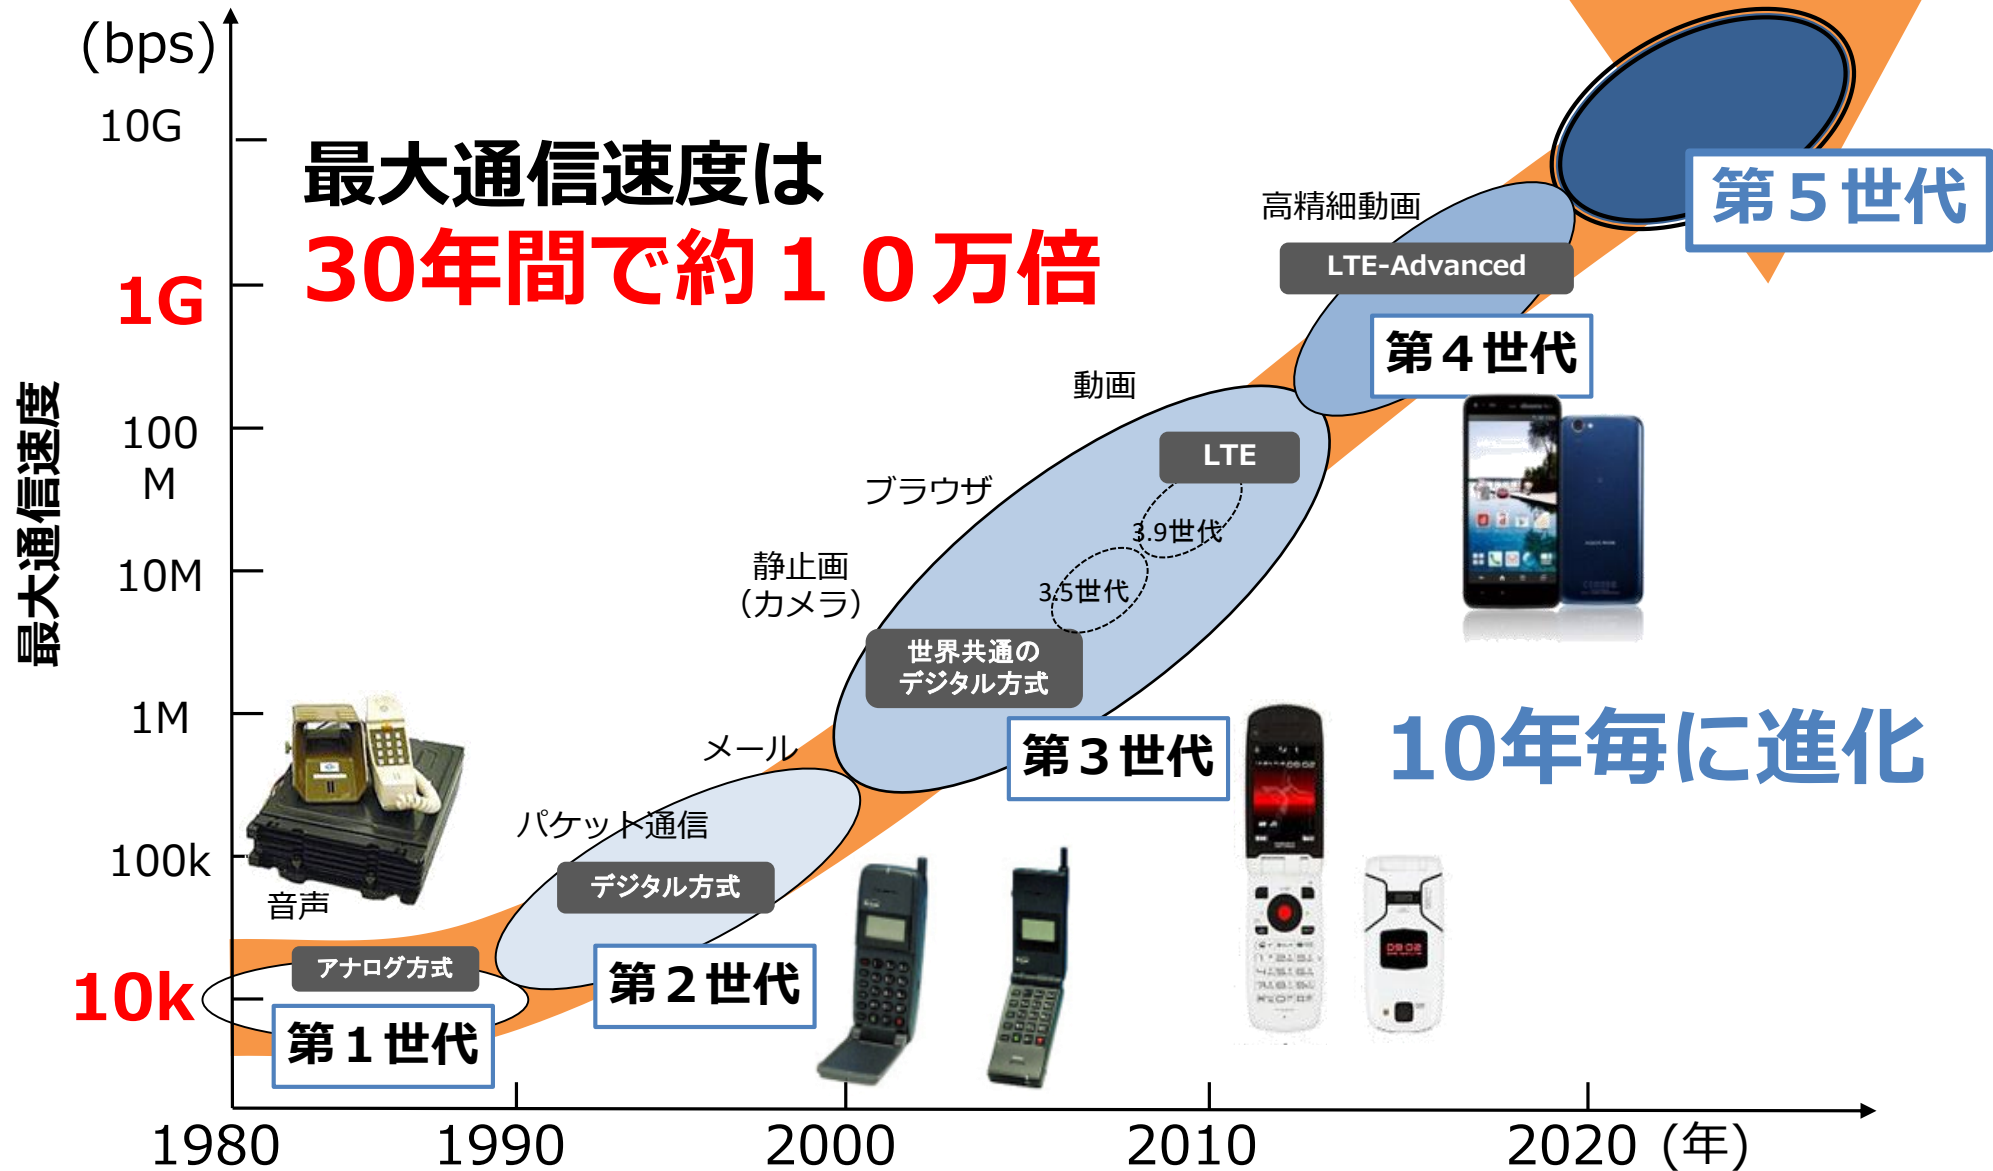 (bps)
10G
1G
100
M
10M
1M
100k
10k
最大通信速度
最大通信速度は
30年間で約１０万倍
第５世代
高精細動画
LTE-Advanced
第４世代
動画
LTE
ブラウザ
3.9世代
静止画
（カメラ）
3.5世代
世界共通の
デジタル方式
第３世代
10年毎に進化
メール
パケット通信
デジタル方式
第２世代
音声
アナログ方式
第１世代
1980
1990
2000
2010
2020
(年)